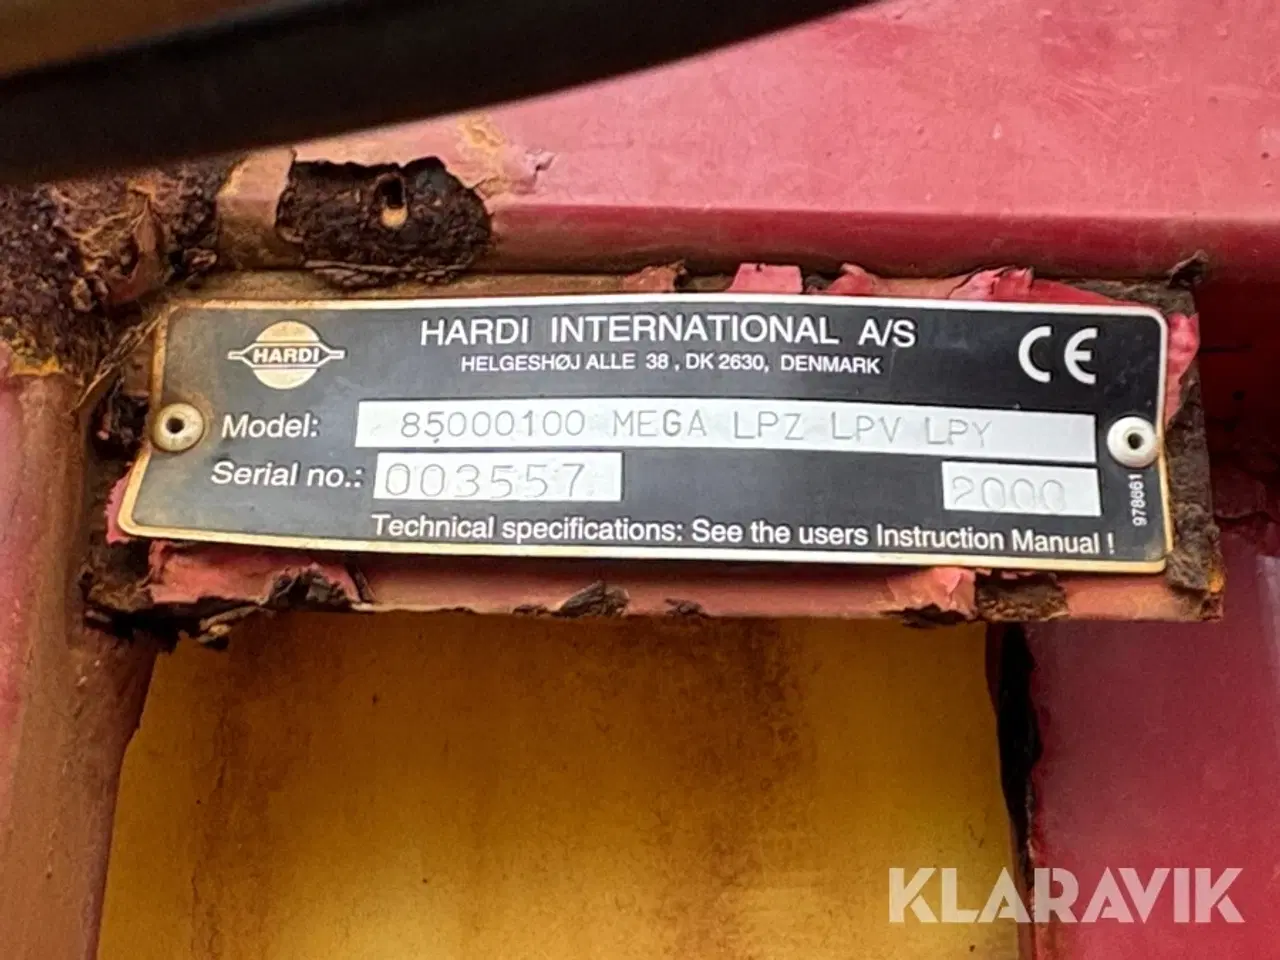 HARDI INTERNATIONAL A/S
HELGESHØJ ALLE 38 , DK 2630, DENMARK
HARDI
CE
Model: 85000100 MEGA LPZ LPV LPY
Serial no.: 003557 2000
978661
Technical specifications: See the users Instruction Manual !
KLARAVIK